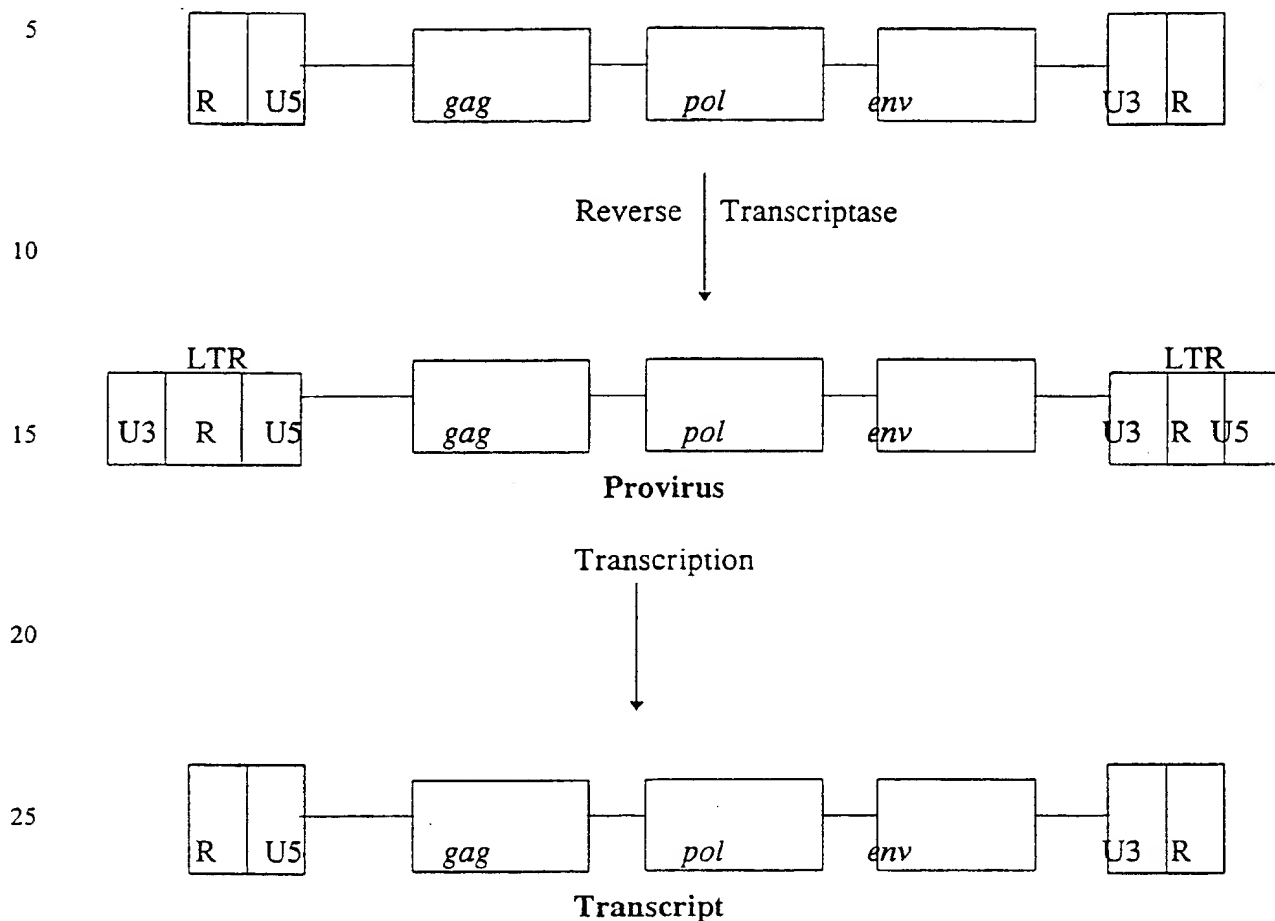 5
R U5 gag pol env U3 R
Reverse Transcriptase
10
LTR LTR
15 U3 R U5 gag pol env U3 R U5
Provirus
Transcription
20
25
R U5 gag pol env U3 R
Transcript